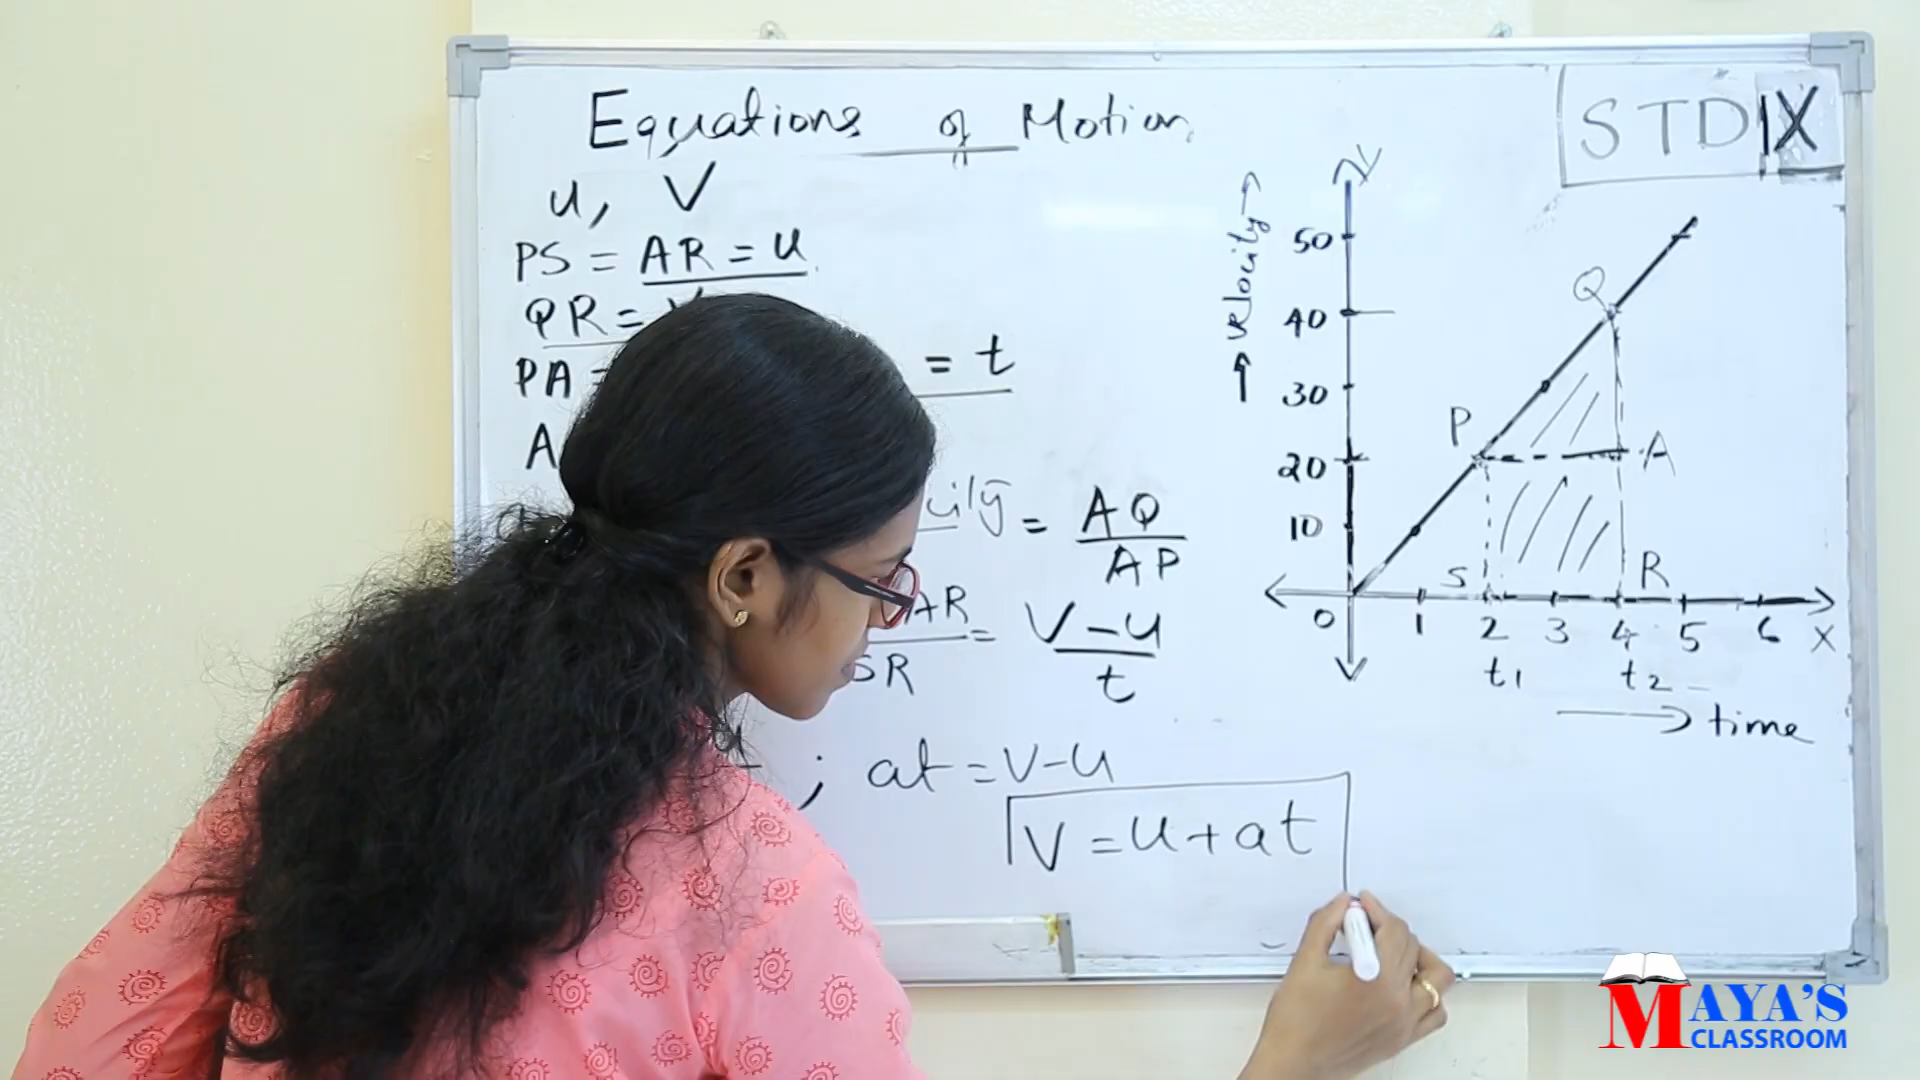 Equations of Motion
STD IX
u, V
PS = AR = u
QR =
PA = = t
A
= AQ
AP
AR = V - u
SR t
; at = V - u
V = u + at
velocity →
Y
50
40
30
20
10
0 1 2 3 4 5 6 X
t1 t2
→ time
P
Q
A
S
R
MAYA'S
CLASSROOM